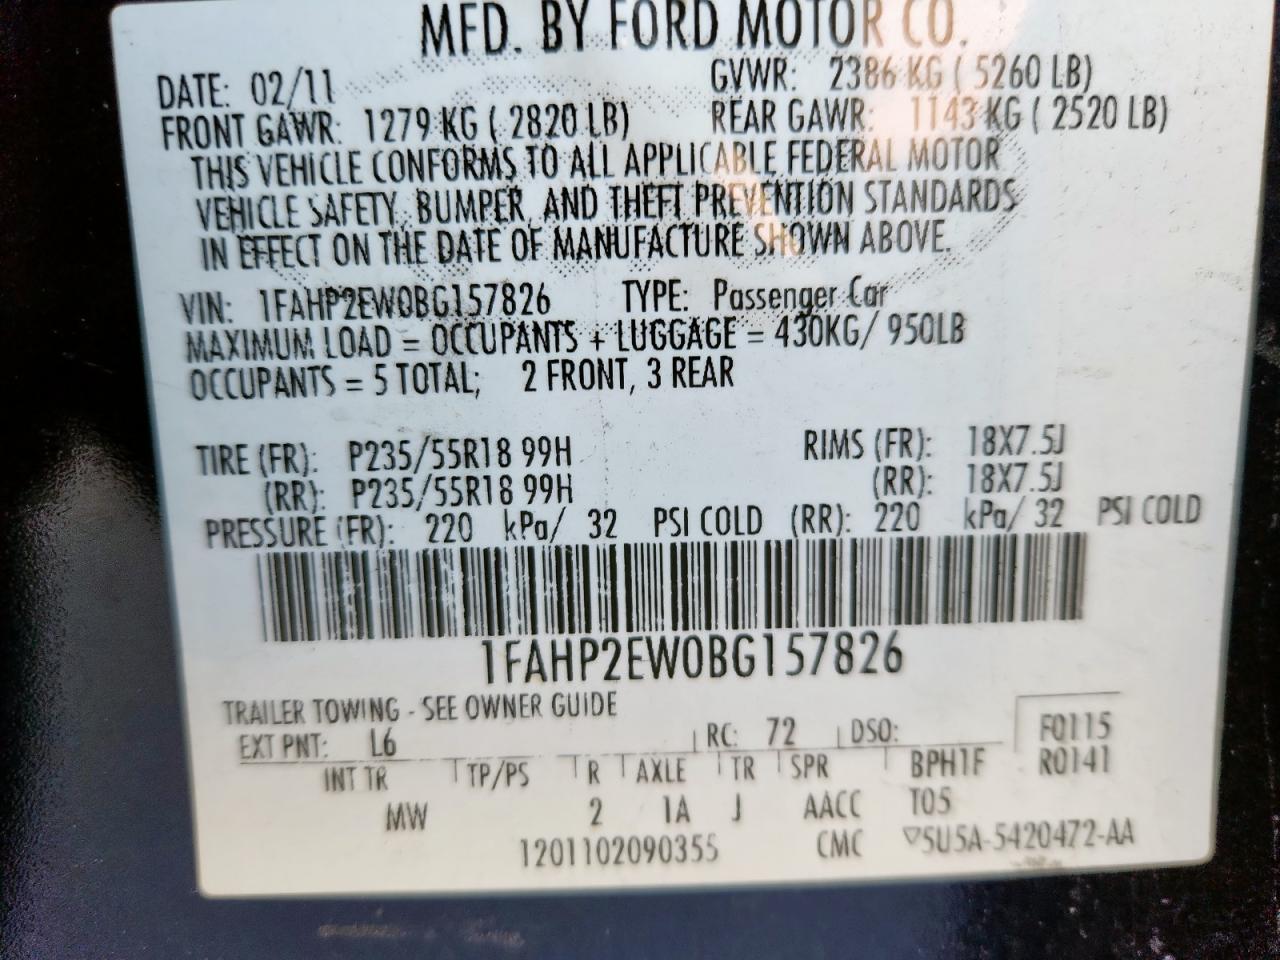 MFD. BY FORD MOTOR CO.
DATE: 02/11 GVWR: 2386 KG ( 5260 LB)
FRONT GAWR: 1279 KG ( 2820 LB) REAR GAWR: 1143 KG ( 2520 LB)
THIS VEHICLE CONFORMS TO ALL APPLICABLE FEDERAL MOTOR
VEHICLE SAFETY, BUMPER, AND THEFT PREVENTION STANDARDS
IN EFFECT ON THE DATE OF MANUFACTURE SHOWN ABOVE.
VIN: 1FAHP2EW0BG157826 TYPE: Passenger Car
MAXIMUM LOAD = OCCUPANTS + LUGGAGE = 430KG/ 950LB
OCCUPANTS = 5 TOTAL; 2 FRONT, 3 REAR
TIRE (FR): P235/55R18 99H RIMS (FR): 18X7.5J
(RR): P235/55R18 99H (RR): 18X7.5J
PRESSURE (FR): 220 kPa/ 32 PSI COLD (RR): 220 kPa/ 32 PSI COLD
1FAHP2EW0BG157826
TRAILER TOWING - SEE OWNER GUIDE
EXT PNT: L6 RC: 72 DSO: F0115
INT TR TP/PS R AXLE TR SPR BPH1F R0141
MW 2 1A J AACC T05
1201102090355 CMC ▽5U5A-5420472-AA